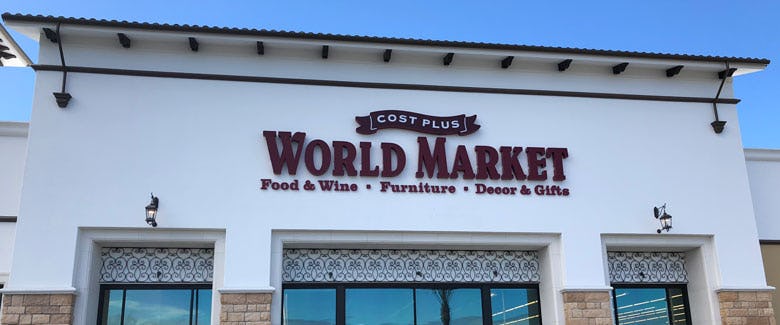 COST PLUS
WORLD MARKET
Food & Wine • Furniture • Decor & Gifts